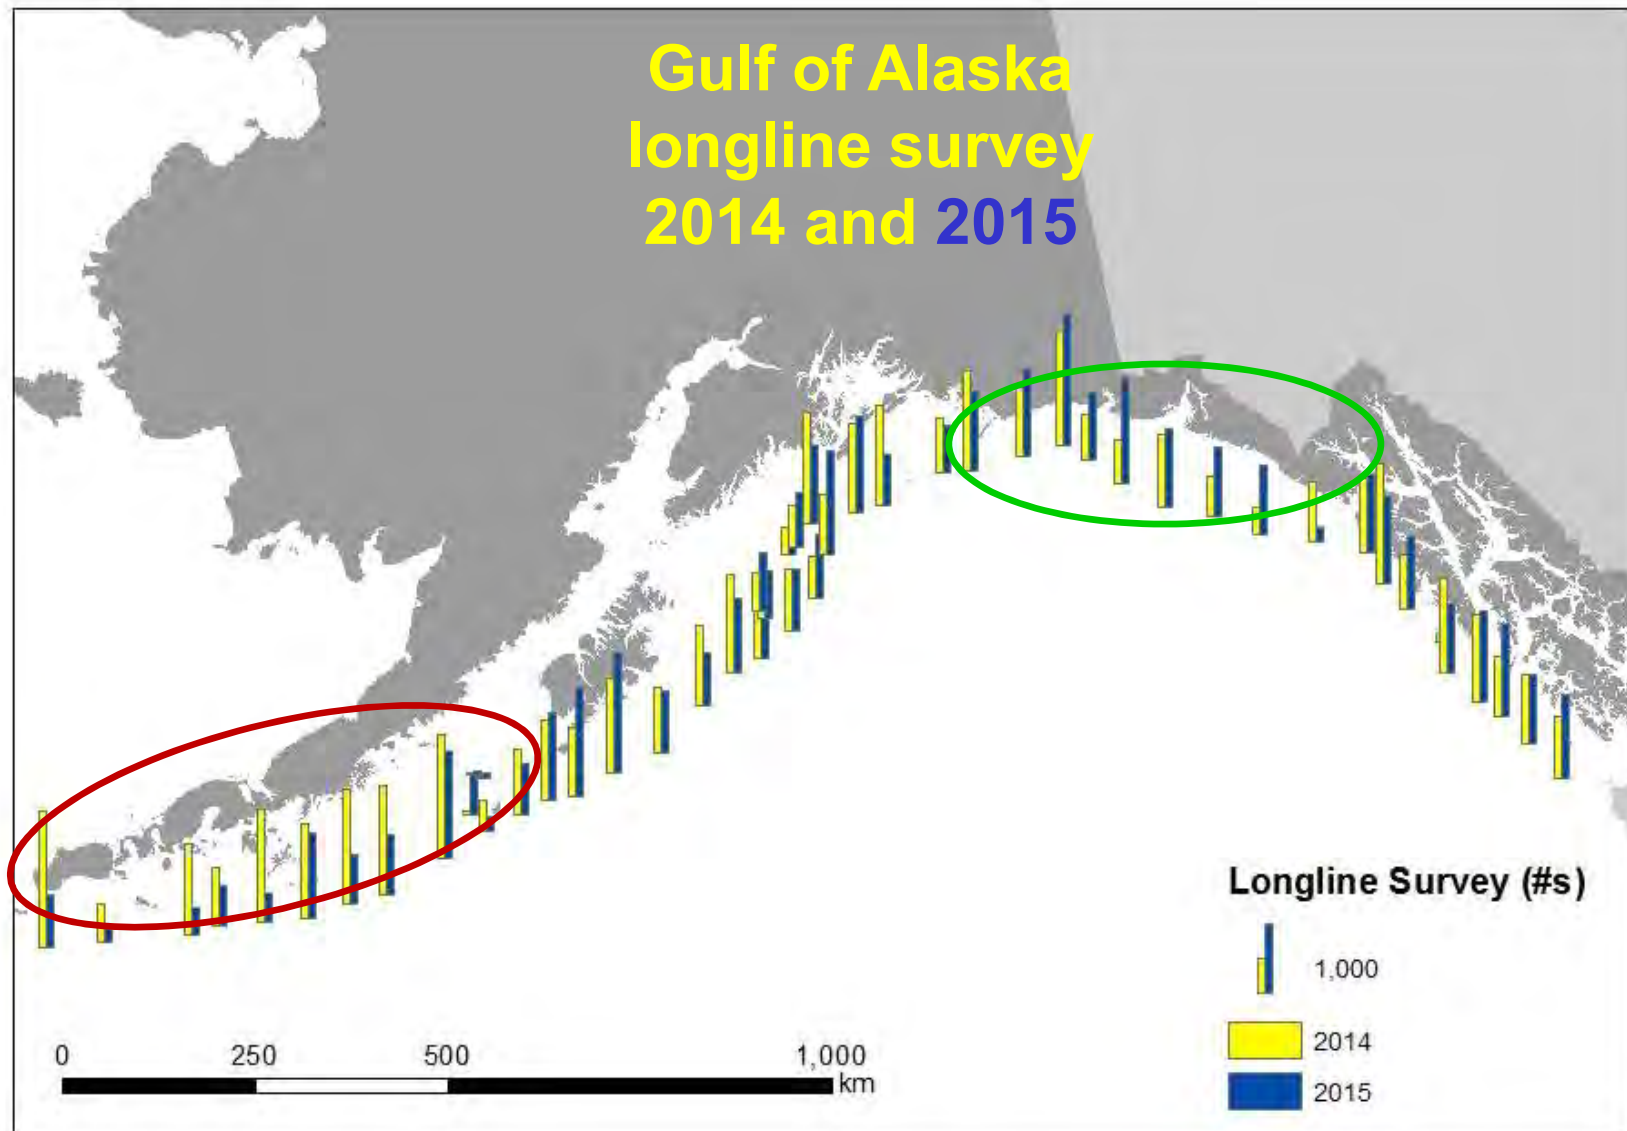 Gulf of Alaska
longline survey
2014 and 2015
Longline Survey (#s)
1,000
2014
2015
0 250 500 1,000
km